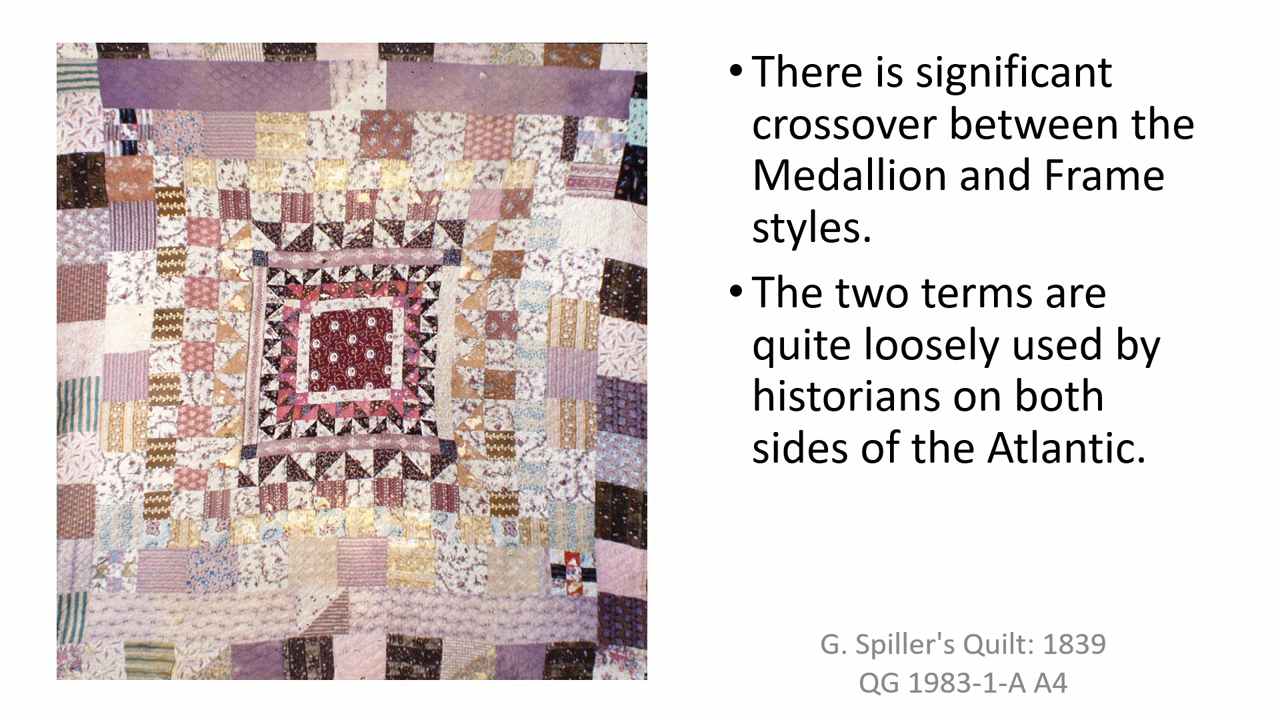 • There is significant
crossover between the
Medallion and Frame
styles.
• The two terms are
quite loosely used by
historians on both
sides of the Atlantic.
G. Spiller's Quilt: 1839
QG 1983-1-A A4